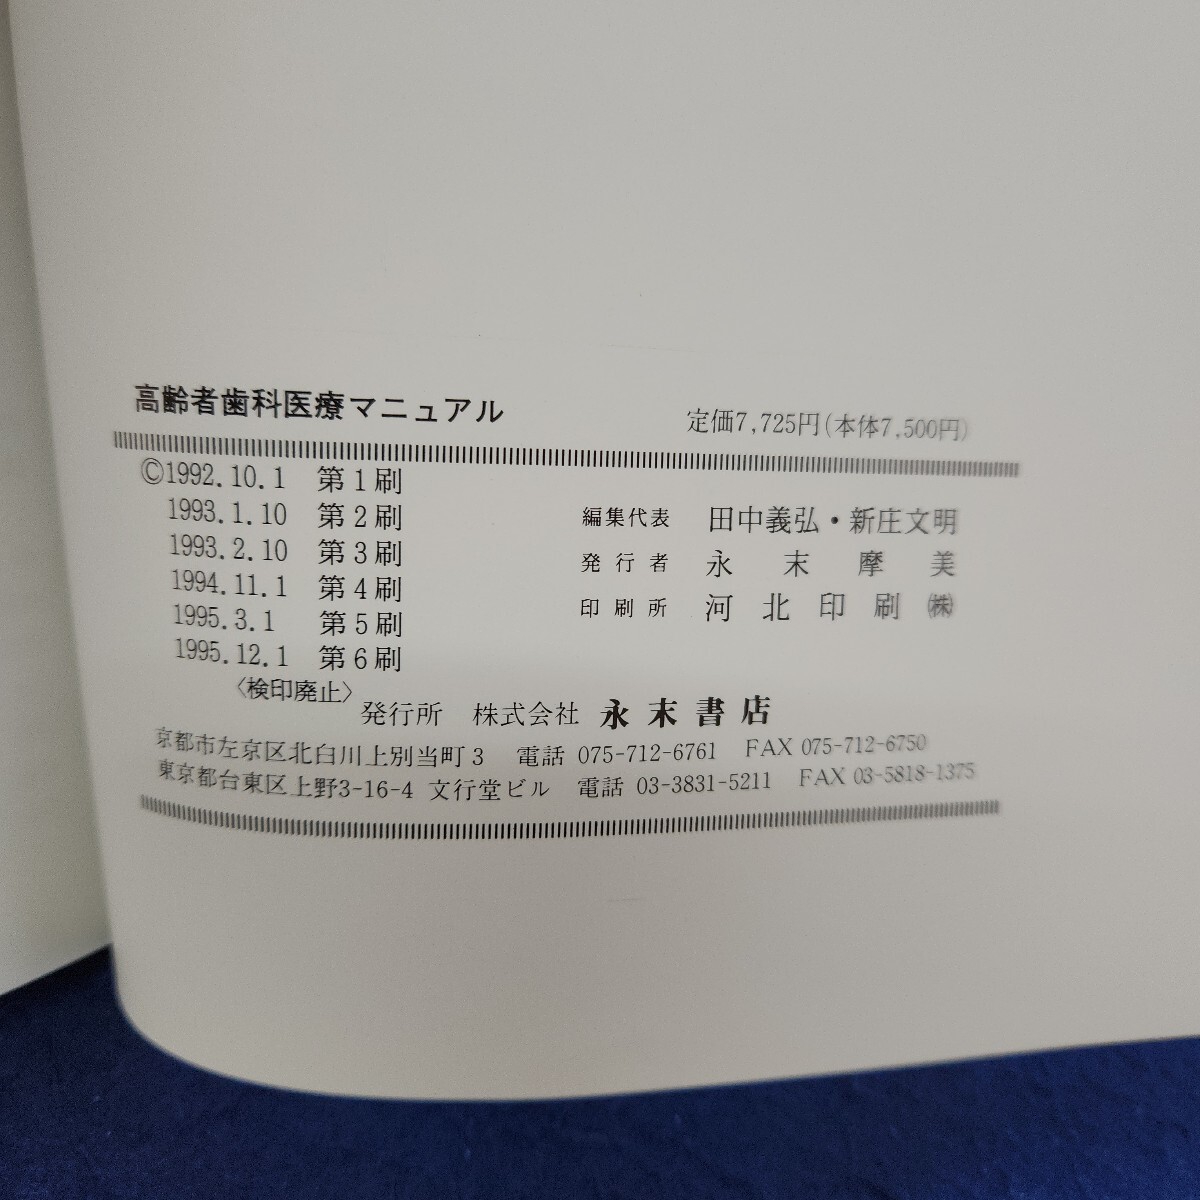 高齢者歯科医療マニュアル
定価7,725円(本体7,500円)
©1992.10.1 第1刷
1993.1.10 第2刷
1993.2.10 第3刷
1994.11.1 第4刷
1995.3.1 第5刷
1995.12.1 第6刷
〈検印廃止〉
編集代表 田中義弘・新庄文明
発行者 永末摩美
印刷所 河北印刷㈱
発行所 株式会社 永末書店
京都市左京区北白川上別当町3 電話 075-712-6761 FAX 075-712-6750
東京都台東区上野3-16-4 文行堂ビル 電話 03-3831-5211 FAX 03-5818-1375